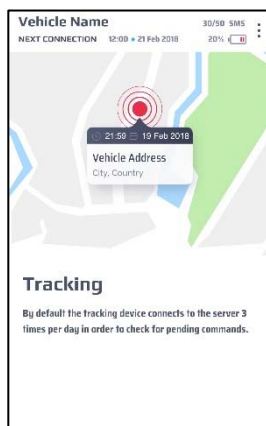 Vehicle Name
30/50 SMS
NEXT CONNECTION 12:00 • 21 Feb 2018
20%
21:59 19 Feb 2018
Vehicle Address
City, Country
Tracking
By default the tracking device connects to the server 3
times per day in order to check for pending commands.